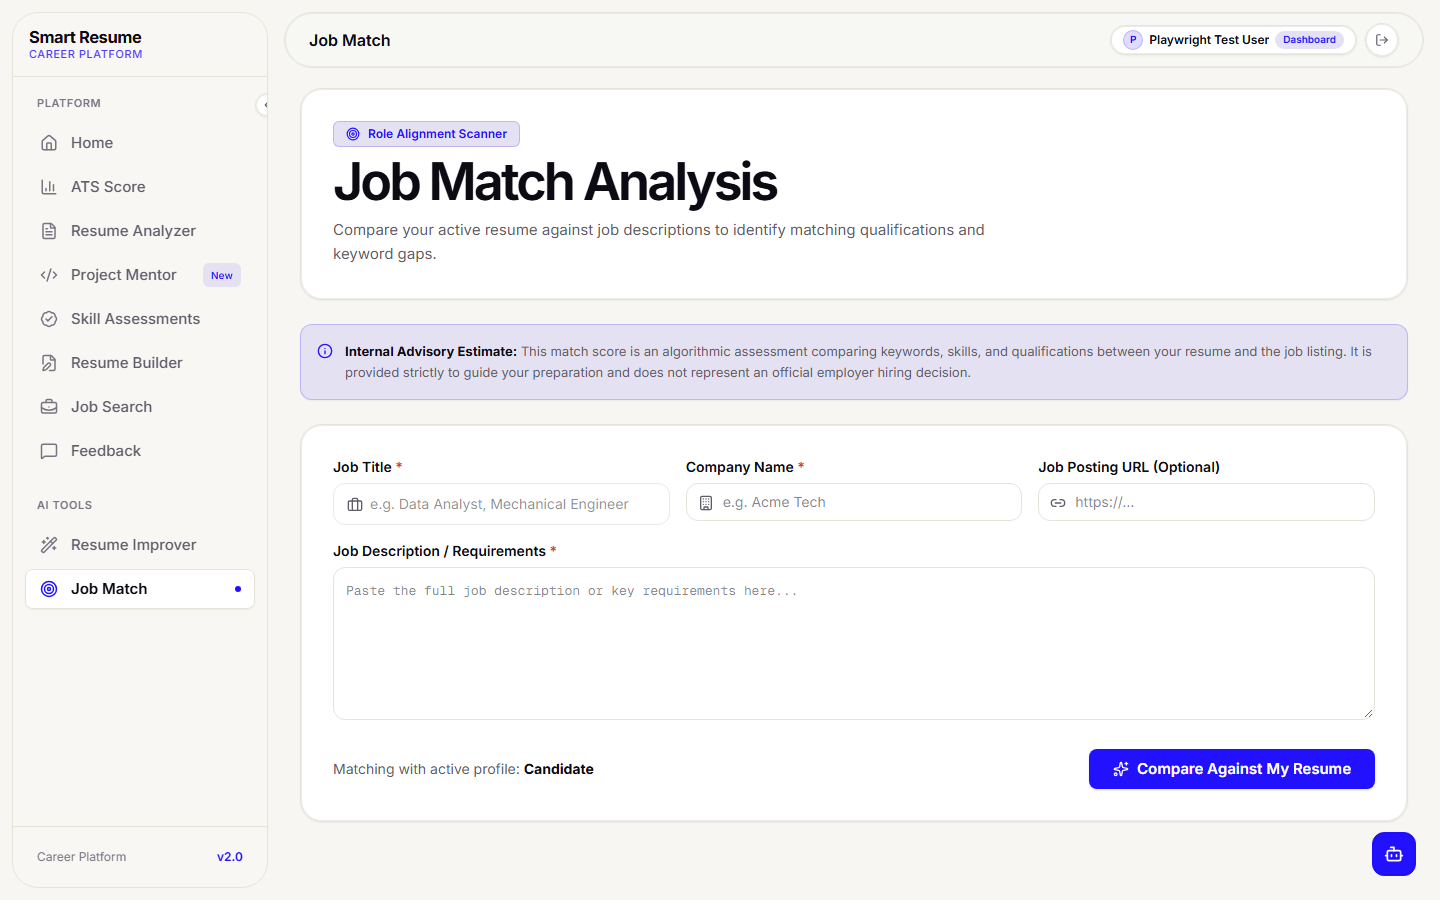 Smart Resume
CAREER PLATFORM
PLATFORM
Home
ATS Score
Resume Analyzer
Project Mentor
New
Skill Assessments
Resume Builder
Job Search
Feedback
AI TOOLS
Resume Improver
Job Match
Career Platform
v2.0
Job Match
P
Playwright Test User
Dashboard
Role Alignment Scanner
Job Match Analysis
Compare your active resume against job descriptions to identify matching qualifications and
keyword gaps.
Internal Advisory Estimate: This match score is an algorithmic assessment comparing keywords, skills, and qualifications between your resume and the job listing. It is
provided strictly to guide your preparation and does not represent an official employer hiring decision.
Job Title *
e.g. Data Analyst, Mechanical Engineer
Company Name *
e.g. Acme Tech
Job Posting URL (Optional)
https://...
Job Description / Requirements *
Paste the full job description or key requirements here...
Matching with active profile: Candidate
Compare Against My Resume